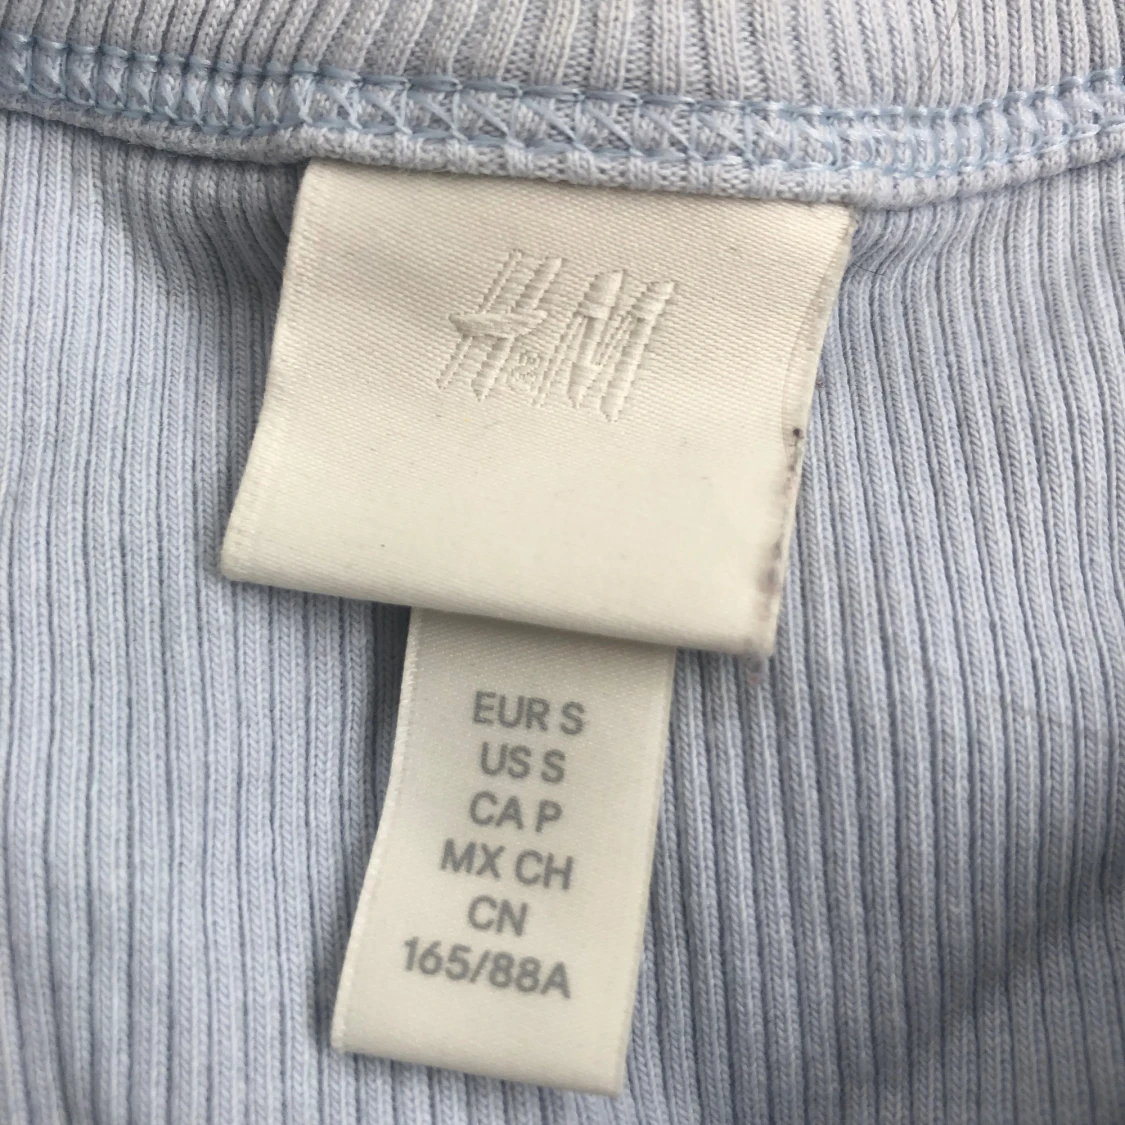 H&M
EUR S
US S
CA P
MX CH
CN
165/88A